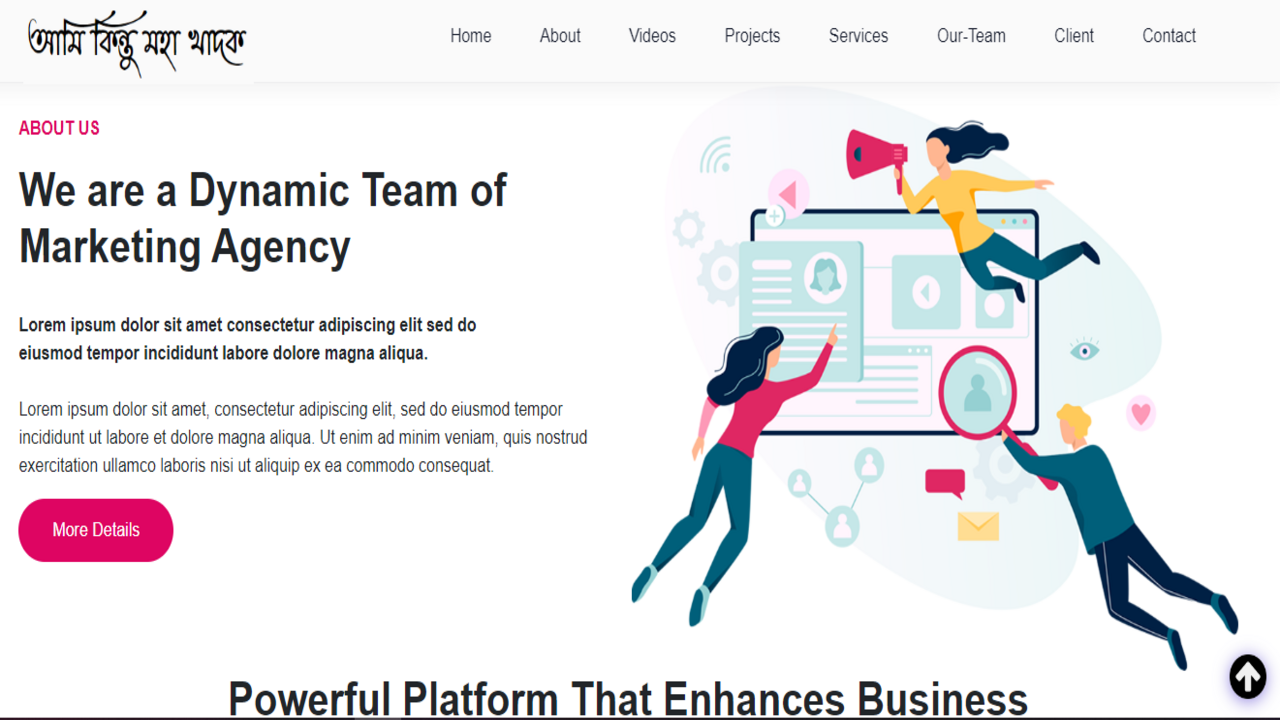 আমি কিন্তু মহা খাদক
Home About Videos Projects Services Our-Team Client Contact
ABOUT US
We are a Dynamic Team of
Marketing Agency
Lorem ipsum dolor sit amet consectetur adipiscing elit sed do
eiusmod tempor incididunt labore dolore magna aliqua.
Lorem ipsum dolor sit amet, consectetur adipiscing elit, sed do eiusmod tempor
incididunt ut labore et dolore magna aliqua. Ut enim ad minim veniam, quis nostrud
exercitation ullamco laboris nisi ut aliquip ex ea commodo consequat.
More Details
Powerful Platform That Enhances Business